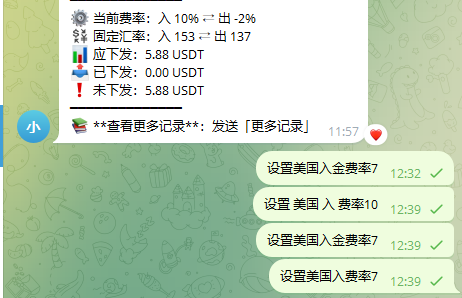 当前费率：入 10% ⇄ 出 -2%
固定汇率：入 153 ⇄ 出 137
应下发：5.88 USDT
已下发：0.00 USDT
未下发：5.88 USDT
**查看更多记录**：发送「更多记录」
11:57
小
设置美国入金费率7 12:32
设置 美国 入 费率10 12:39
设置美国入金费率7 12:39
设置美国入费率7 12:39